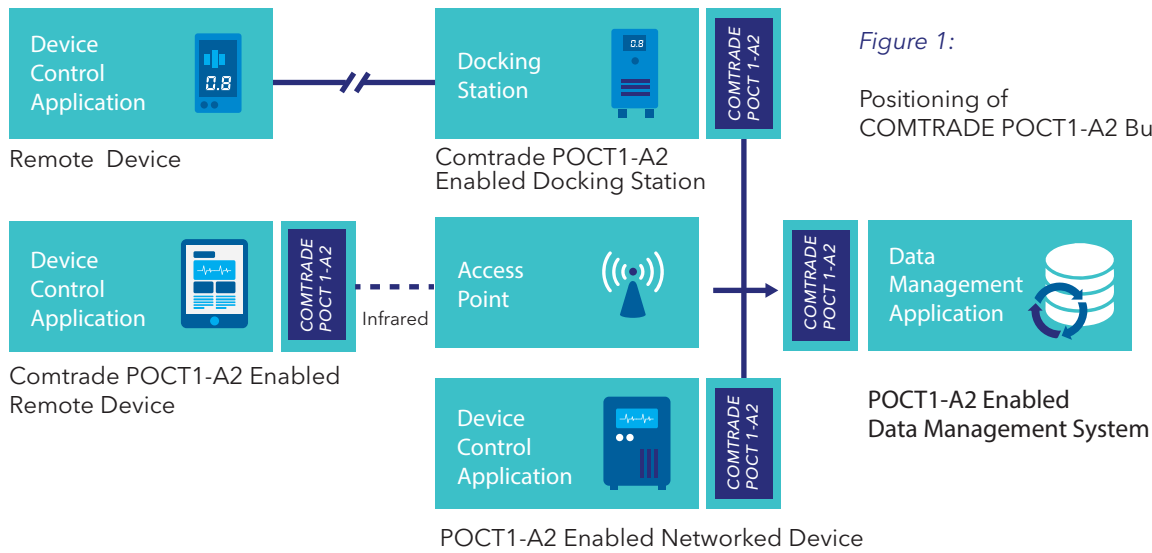 Device
Control
Application
0.8
Remote Device
Docking
Station
0.8
COMTRADE
POCT 1-A2
Comtrade POCT1-A2
Enabled Docking Station
Figure 1:
Positioning of
COMTRADE POCT1-A2 Bu
Device
Control
Application
COMTRADE
POCT 1-A2
Comtrade POCT1-A2 Enabled
Remote Device
Infrared
Access
Point
COMTRADE
POCT 1-A2
Data
Management
Application
POCT1-A2 Enabled
Data Management System
Device
Control
Application
COMTRADE
POCT 1-A2
POCT1-A2 Enabled Networked Device